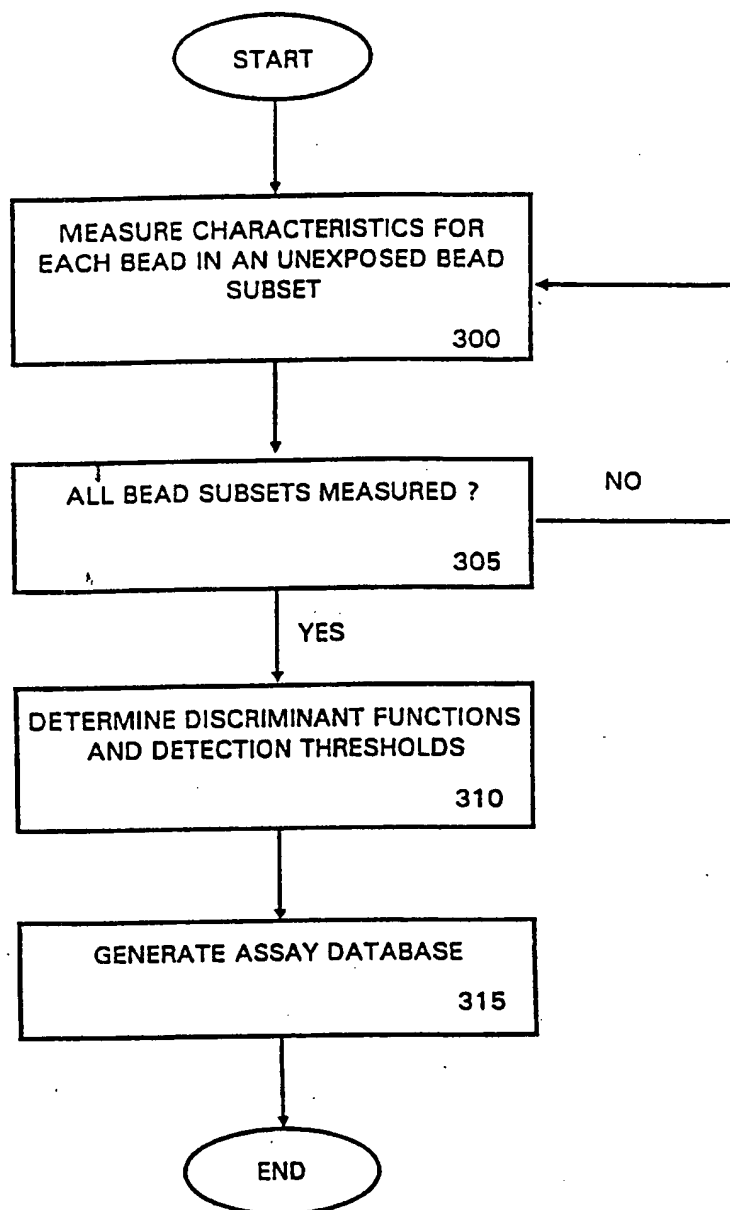 START
MEASURE CHARACTERISTICS FOR
EACH BEAD IN AN UNEXPOSED BEAD
SUBSET
300
ALL BEAD SUBSETS MEASURED ?
NO
305
YES
DETERMINE DISCRIMINANT FUNCTIONS
AND DETECTION THRESHOLDS
310
GENERATE ASSAY DATABASE
315
END